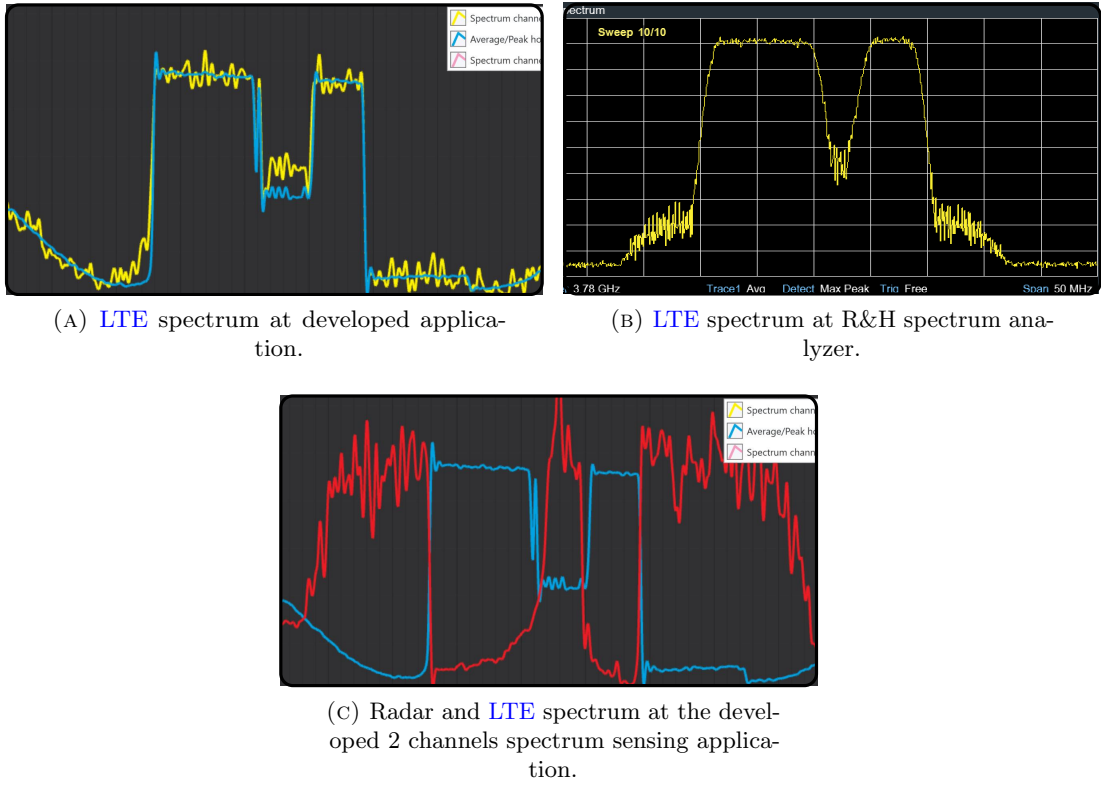 Spectrum chann
Average/Peak ho
Spectrum chann
ectrum
Sweep 10/10
3.78 GHz
Trace1 Avg Detect Max Peak Trig Free
Span 50 MHz
(A) LTE spectrum at developed applica-
tion.
(B) LTE spectrum at R&H spectrum ana-
lyzer.
Spectrum chann
Average/Peak ho
Spectrum chann
(C) Radar and LTE spectrum at the devel-
oped 2 channels spectrum sensing applica-
tion.